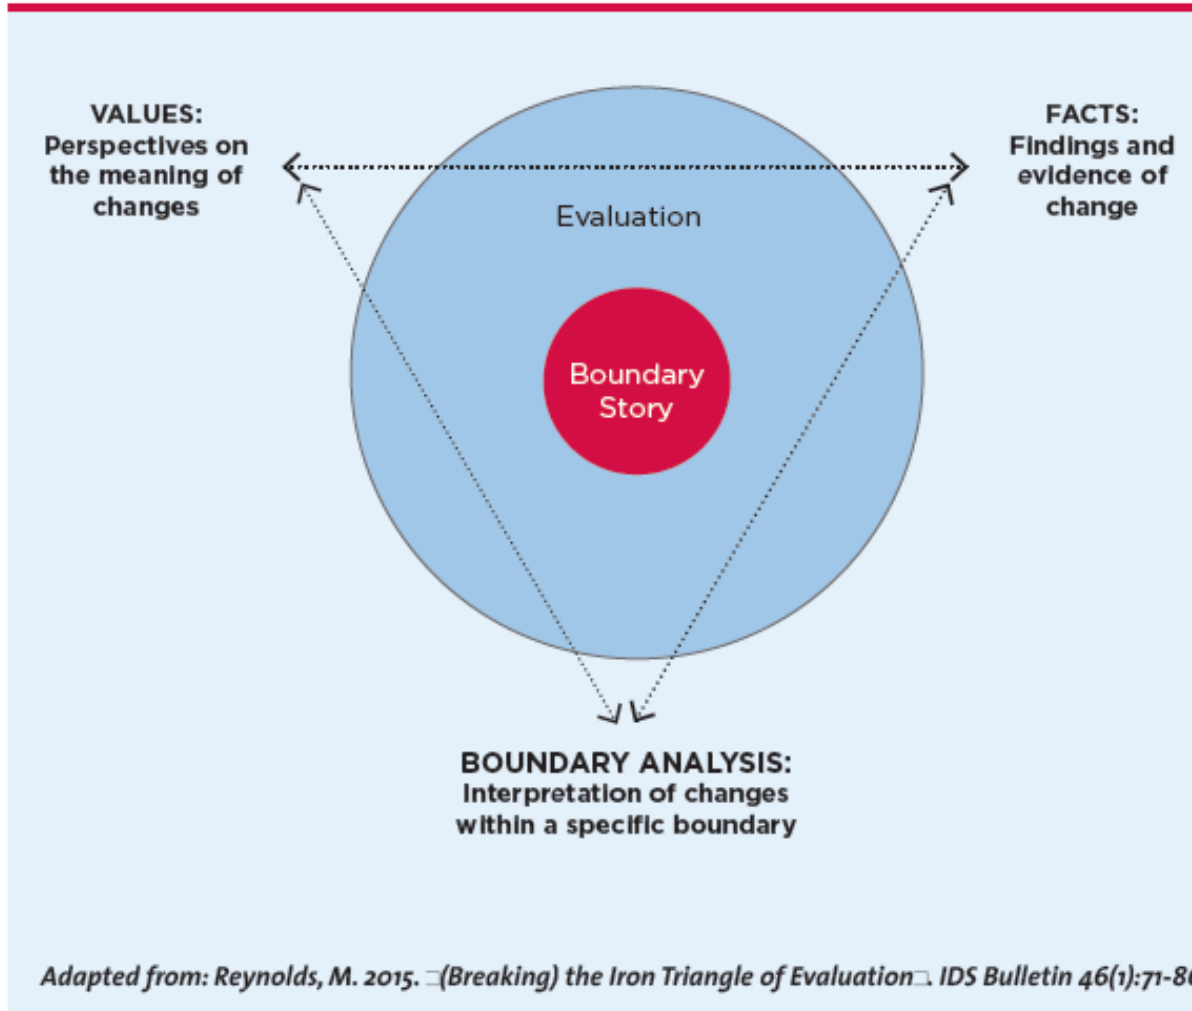 VALUES:
Perspectives on
the meaning of
changes
FACTS:
Findings and
evidence of
change
Evaluation
Boundary
Story
BOUNDARY ANALYSIS:
Interpretation of changes
within a specific boundary
Adapted from: Reynolds, M. 2015. □(Breaking) the Iron Triangle of Evaluation□. IDS Bulletin 46(1):71-